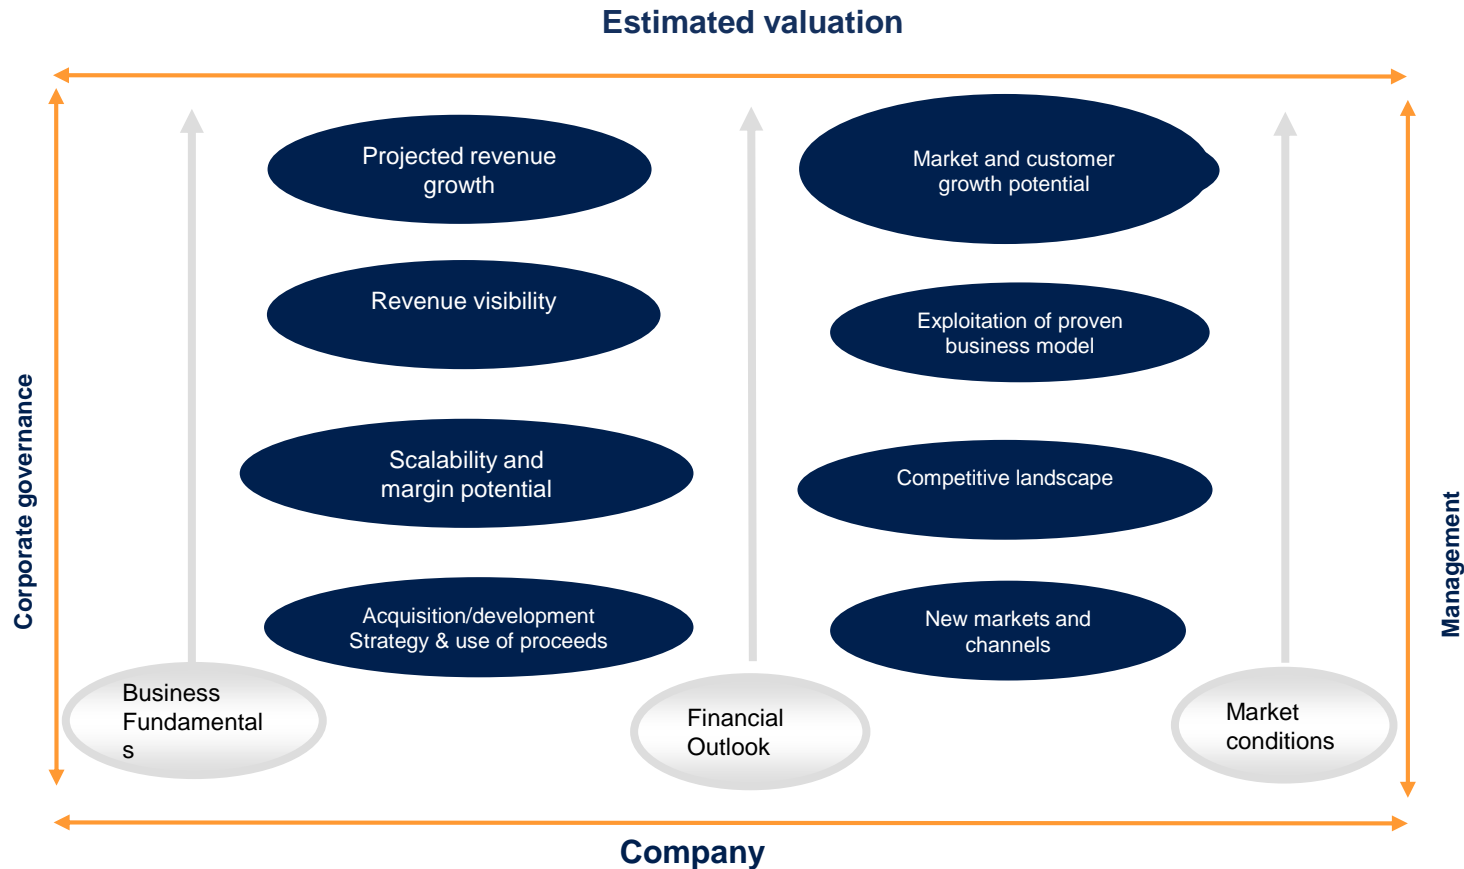 Estimated valuation
Projected revenue
growth
Market and customer
growth potential
Revenue visibility
Exploitation of proven
business model
Corporate governance
Scalability and
margin potential
Competitive landscape
Management
Acquisition/development
Strategy & use of proceeds
New markets and
channels
Business
Fundamental
s
Financial
Outlook
Market
conditions
Company